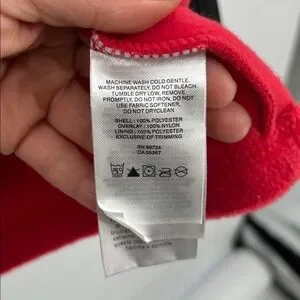 MACHINE WASH COLD GENTLE,
WASH SEPARATELY, DO NOT BLEACH.
TUMBLE DRY LOW, REMOVE
PROMPTLY, DO NOT IRON, DO NOT
USE FABRIC SOFTENER,
DO NOT DRYCLEAN
SHELL : 100% POLYESTER
OVERLAY : 100% NYLON
LINING : 100% POLYESTER
EXCLUSIVE OF TRIMMING
RN 59724
CA 05367